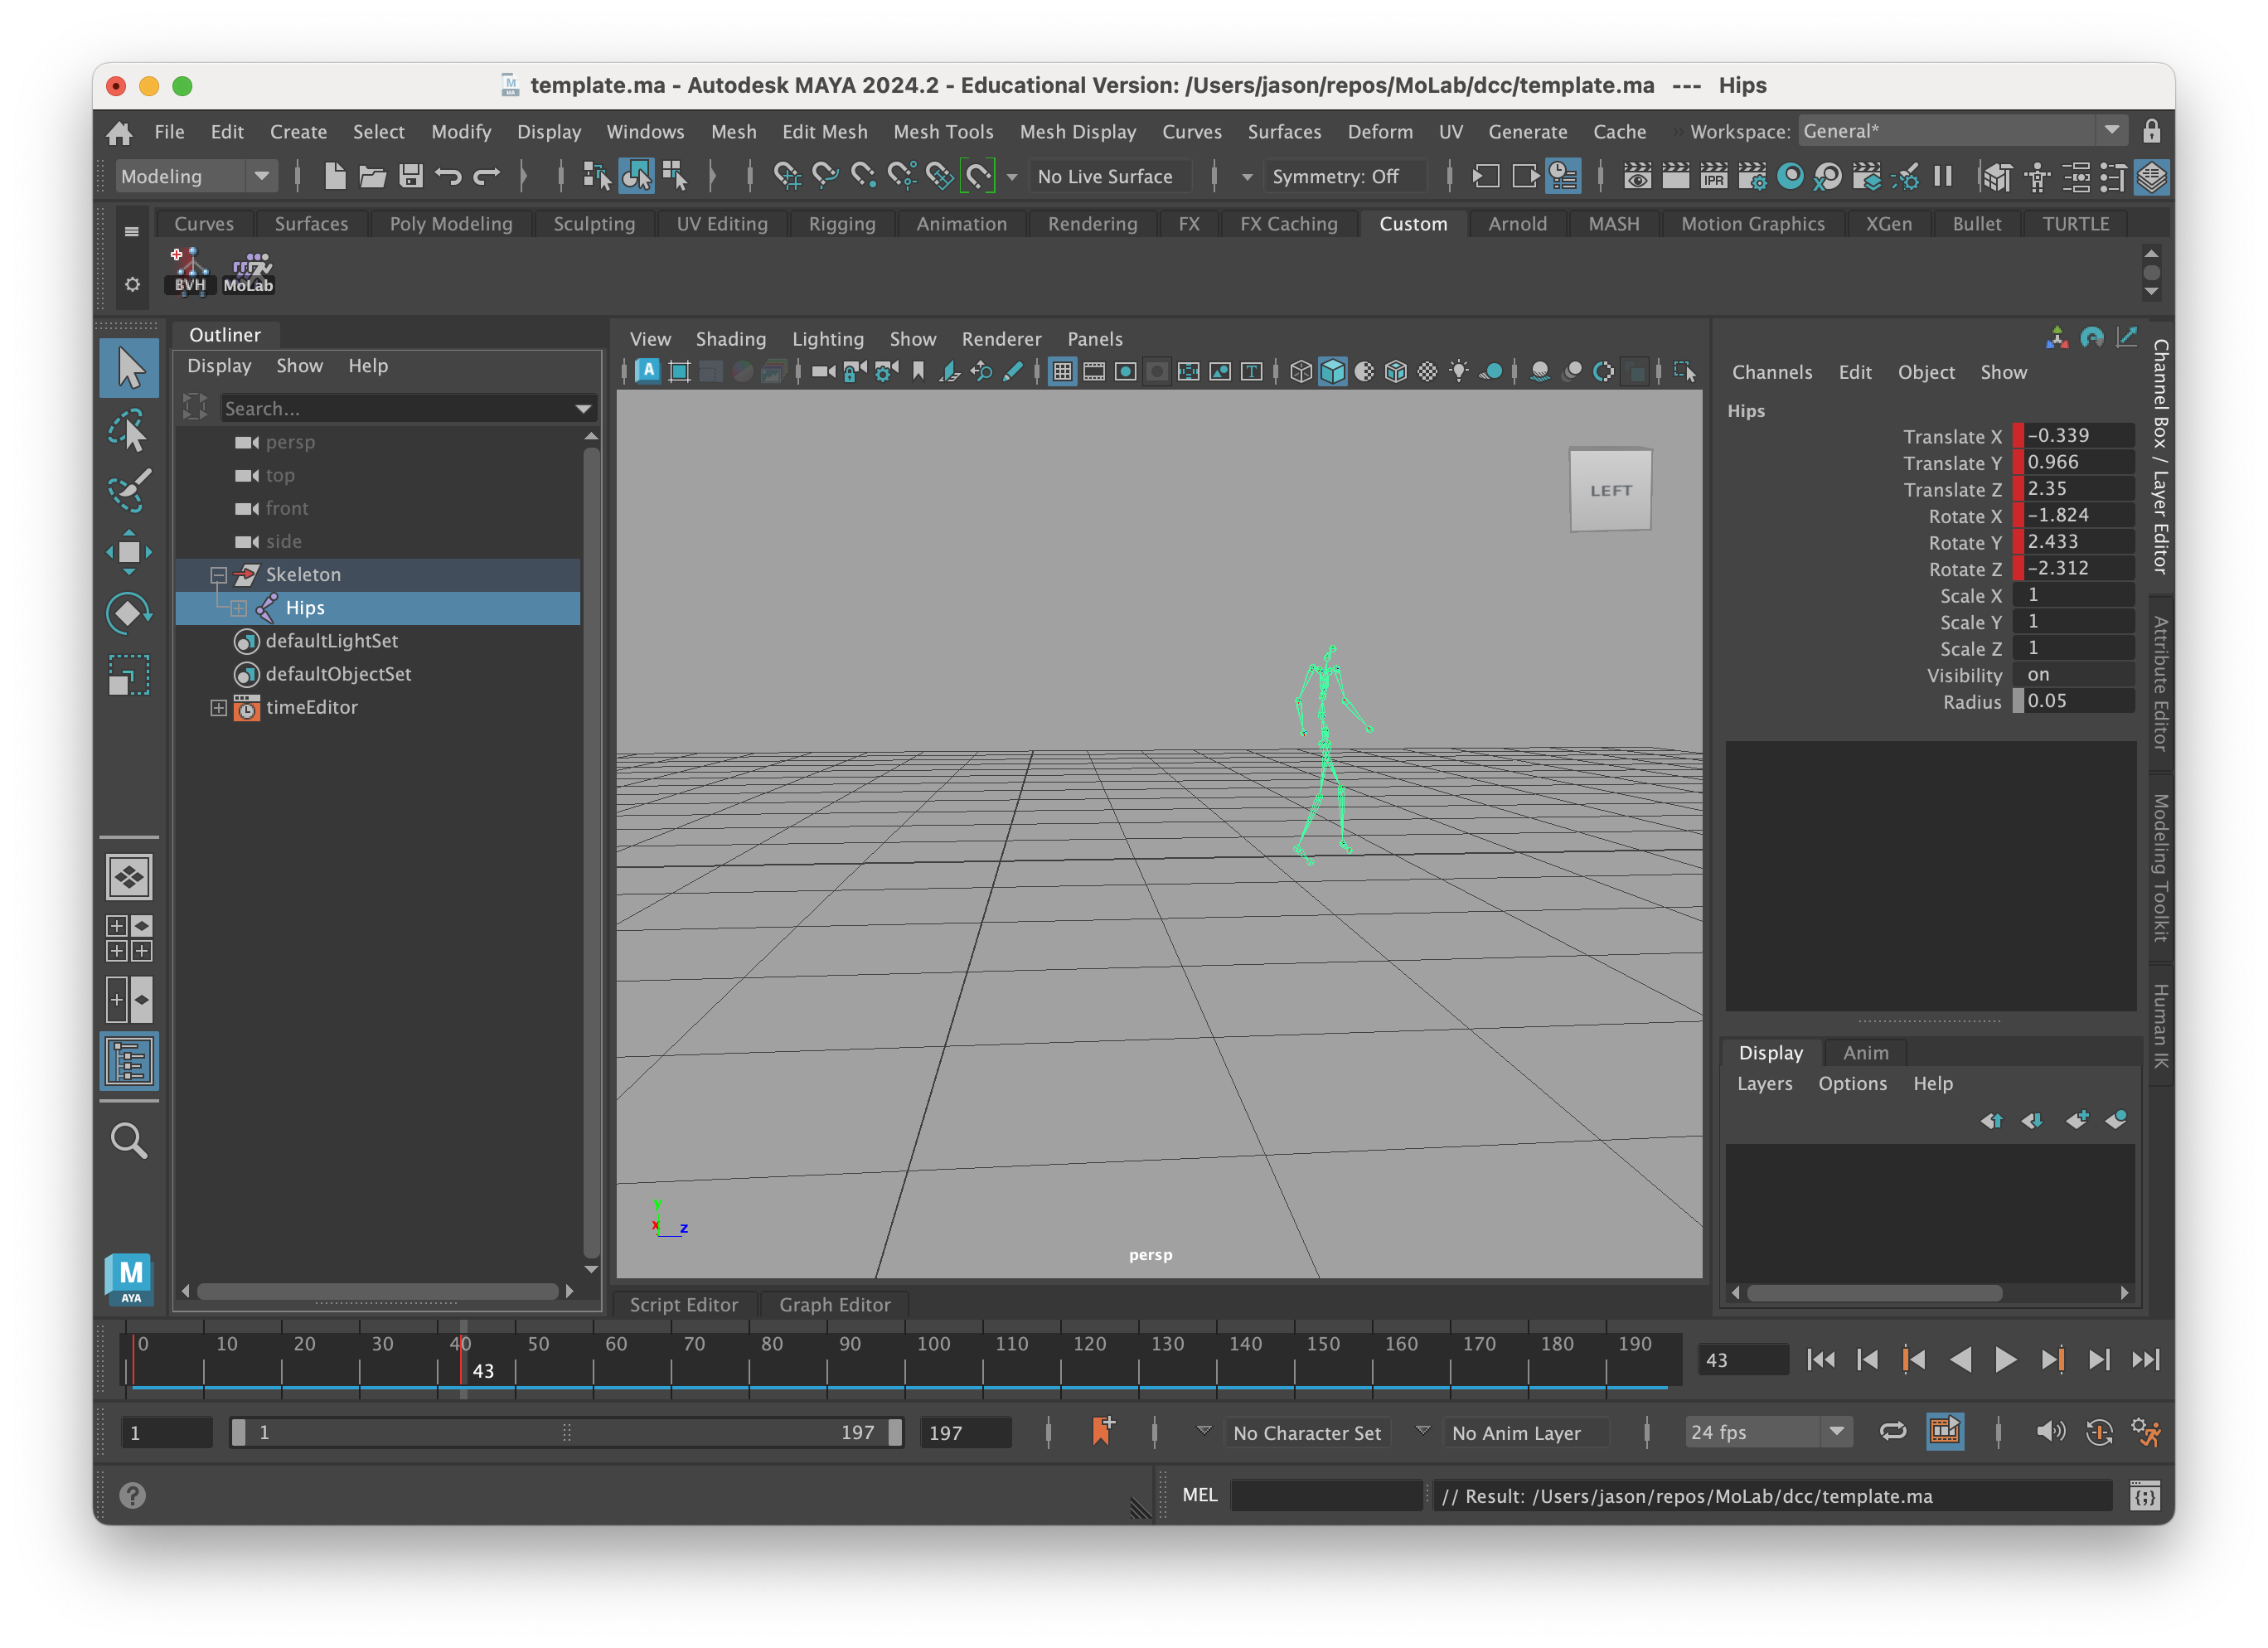 template.ma - Autodesk MAYA 2024.2 - Educational Version: /Users/jason/repos/MoLab/dcc/template.ma --- Hips
File Edit Create Select Modify Display Windows Mesh Edit Mesh Mesh Tools Mesh Display Curves Surfaces Deform UV Generate Cache Workspace: General*
Modeling No Live Surface Symmetry: Off IPR
Curves Surfaces Poly Modeling Sculpting UV Editing Rigging Animation Rendering FX FX Caching Custom Arnold MASH Motion Graphics XGen Bullet TURTLE
BVH MoLab
Outliner
Display Show Help
Search...
persp
top
front
side
Skeleton
Hips
defaultLightSet
defaultObjectSet
timeEditor
View Shading Lighting Show Renderer Panels
A T
LEFT
y
x z
persp
Script Editor Graph Editor
Channels Edit Object Show
Hips
Translate X -0.339
Translate Y 0.966
Translate Z 2.35
Rotate X -1.824
Rotate Y 2.433
Rotate Z -2.312
Scale X 1
Scale Y 1
Scale Z 1
Visibility on
Radius 0.05
Channel Box / Layer Editor
Attribute Editor
Modeling Toolkit
Human IK
Display Anim
Layers Options Help
M
AYA
0 10 20 30 40 50 60 70 80 90 100 110 120 130 140 150 160 170 180 190
43
43
1 1 197 197 No Character Set No Anim Layer 24 fps
? MEL // Result: /Users/jason/repos/MoLab/dcc/template.ma {;}